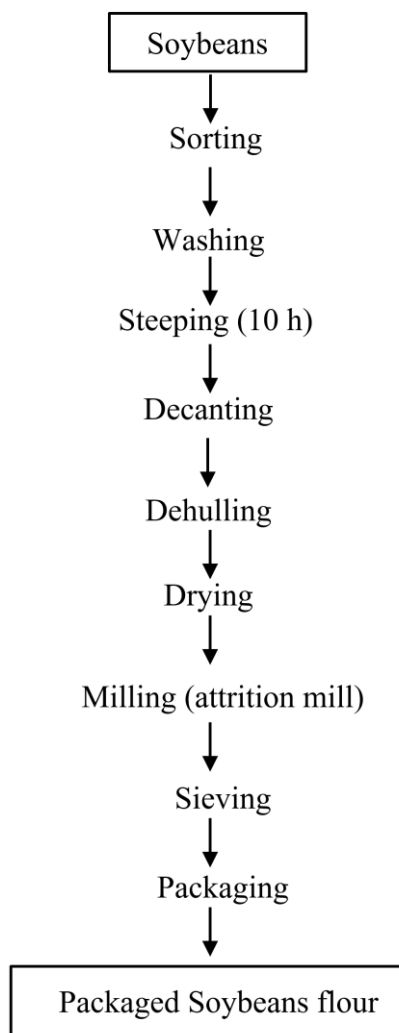 Soybeans
Sorting
Washing
Steeping (10 h)
Decanting
Dehulling
Drying
Milling (attrition mill)
Sieving
Packaging
Packaged Soybeans flour